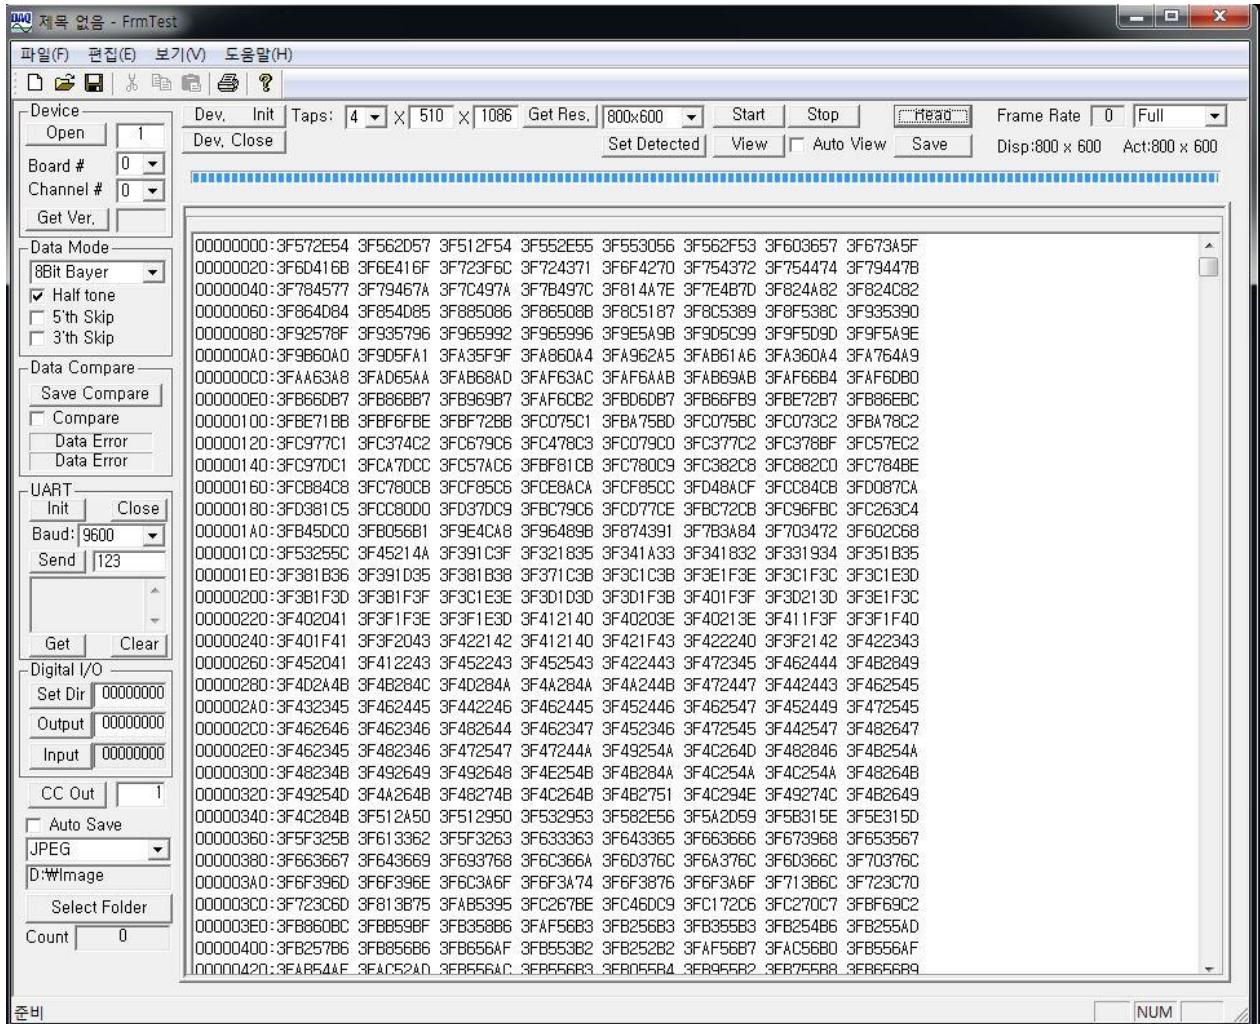 제목 없음 - FrmTest
파일(F) 편집(E) 보기(V) 도움말(H)
Device
Open 1
Board # 0
Channel # 0
Get Ver,
Data Mode
8Bit Bayer
Half tone
5'th Skip
3'th Skip
Data Compare
Save Compare
Compare
Data Error
Data Error
UART
Init Close
Baud: 9600
Send 123
Get Clear
Digital I/O
Set Dir 00000000
Output 00000000
Input 00000000
CC Out 1
Auto Save
JPEG
D:₩Image
Select Folder
Count 0
Dev, Init Taps: 4 X 510 X 1086 Get Res, 800x600 Start Stop Head Frame Rate 0 Full
Dev, Close Set Detected View Auto View Save Disp:800 x 600 Act:800 x 600
00000000:3F572E54 3F562D57 3F512F54 3F552E55 3F553056 3F562F53 3F603657 3F673A5F
00000020:3F6D416B 3F6E416F 3F723F6C 3F724371 3F6F4270 3F754372 3F754474 3F79447B
00000040:3F784577 3F79467A 3F7C497A 3F7B497C 3F814A7E 3F7E4B7D 3F824A82 3F824C82
00000060:3F864D84 3F854D85 3F885086 3F86508B 3F8C5187 3F8C5389 3F8F538C 3F935390
00000080:3F92578F 3F935796 3F965992 3F965996 3F9E5A9B 3F9D5C99 3F9F5D9D 3F9F5A9E
000000A0:3F9B60A0 3F9D5FA1 3FA35F9F 3FA860A4 3FA962A5 3FAB61A6 3FA360A4 3FA764A9
000000C0:3FAA63A8 3FAD65AA 3FAB68AD 3FAF63AC 3FAF6AAB 3FAB69AB 3FAF66B4 3FAF6DB0
000000E0:3FB66DB7 3FB86BB7 3FB969B7 3FAF6CB2 3FBD6DB7 3FB66FB9 3FBE72B7 3FB86EBC
00000100:3FBE71BB 3FBF6FBE 3FBF72BB 3FC075C1 3FBA75BD 3FC075BC 3FC073C2 3FBA78C2
00000120:3FC977C1 3FC374C2 3FC679C6 3FC478C3 3FC079C0 3FC377C2 3FC378BF 3FC57EC2
00000140:3FC97DC1 3FCA7DCC 3FC57AC6 3FBF81CB 3FC780C9 3FC382C8 3FC882C0 3FC784BE
00000160:3FCB84C8 3FC780CB 3FCF85C6 3FCE8ACA 3FCF85CC 3FD48ACF 3FCC84CB 3FD087CA
00000180:3FD381C5 3FCC80D0 3FD37DC9 3FBC79C6 3FCD77CE 3FBC72CB 3FC96FBC 3FC263C4
000001A0:3FB45DC0 3FB056B1 3F9E4CA8 3F96489B 3F874391 3F7B3A84 3F703472 3F602C68
000001C0:3F53255C 3F45214A 3F391C3F 3F321835 3F341A33 3F341832 3F331934 3F351B35
000001E0:3F381B36 3F391D35 3F381B38 3F371C3B 3F3C1C3B 3F3E1F3E 3F3C1F3C 3F3C1E3D
00000200:3F3B1F3D 3F3B1F3F 3F3C1E3E 3F3D1D3D 3F3D1F3B 3F401F3F 3F3D213D 3F3E1F3C
00000220:3F402041 3F3F1F3E 3F3F1E3D 3F412140 3F40203E 3F40213E 3F411F3F 3F3F1F40
00000240:3F401F41 3F3F2043 3F422142 3F412140 3F421F43 3F422240 3F3F2142 3F422343
00000260:3F452041 3F412243 3F452243 3F452543 3F422443 3F472345 3F462444 3F4B2849
00000280:3F4D2A4B 3F4B284C 3F4D284A 3F4A284A 3F4A244B 3F472447 3F442443 3F462545
000002A0:3F432345 3F462445 3F442246 3F462445 3F452446 3F462547 3F452449 3F472545
000002C0:3F462646 3F462346 3F482644 3F462347 3F452346 3F472545 3F442547 3F482647
000002E0:3F462345 3F482346 3F472547 3F47244A 3F49254A 3F4C264D 3F482846 3F4B254A
00000300:3F48234B 3F492649 3F492648 3F4E254B 3F4B284A 3F4C254A 3F4C254A 3F48264B
00000320:3F49254D 3F4A264B 3F48274B 3F4C264B 3F4B2751 3F4C294E 3F49274C 3F4B2649
00000340:3F4C284B 3F512A50 3F512950 3F532953 3F582E56 3F5A2D59 3F5B315E 3F5E315D
00000360:3F5F325B 3F613362 3F5F3263 3F633363 3F643365 3F663666 3F673968 3F653567
00000380:3F663667 3F643669 3F693768 3F6C366A 3F6D376C 3F6A376C 3F6D366C 3F70376C
000003A0:3F6F396D 3F6F396E 3F6C3A6F 3F6F3A74 3F6F3876 3F6F3A6F 3F713B6C 3F723C70
000003C0:3F723C6D 3F813B75 3FAB5395 3FC267BE 3FC46DC9 3FC172C6 3FC270C7 3FBF69C2
000003E0:3FB860BC 3FBB59BF 3FB358B6 3FAF56B3 3FB256B3 3FB355B3 3FB254B6 3FB255AD
00000400:3FB257B6 3FB856B6 3FB656AF 3FB553B2 3FB252B2 3FAF56B7 3FAC56B0 3FB556AF
00000420:3FAB54AE 3FAC52AD 3FB556AC 3FB556B3 3FB055B4 3FB955B2 3FB755B8 3FB656B9
준비 NUM